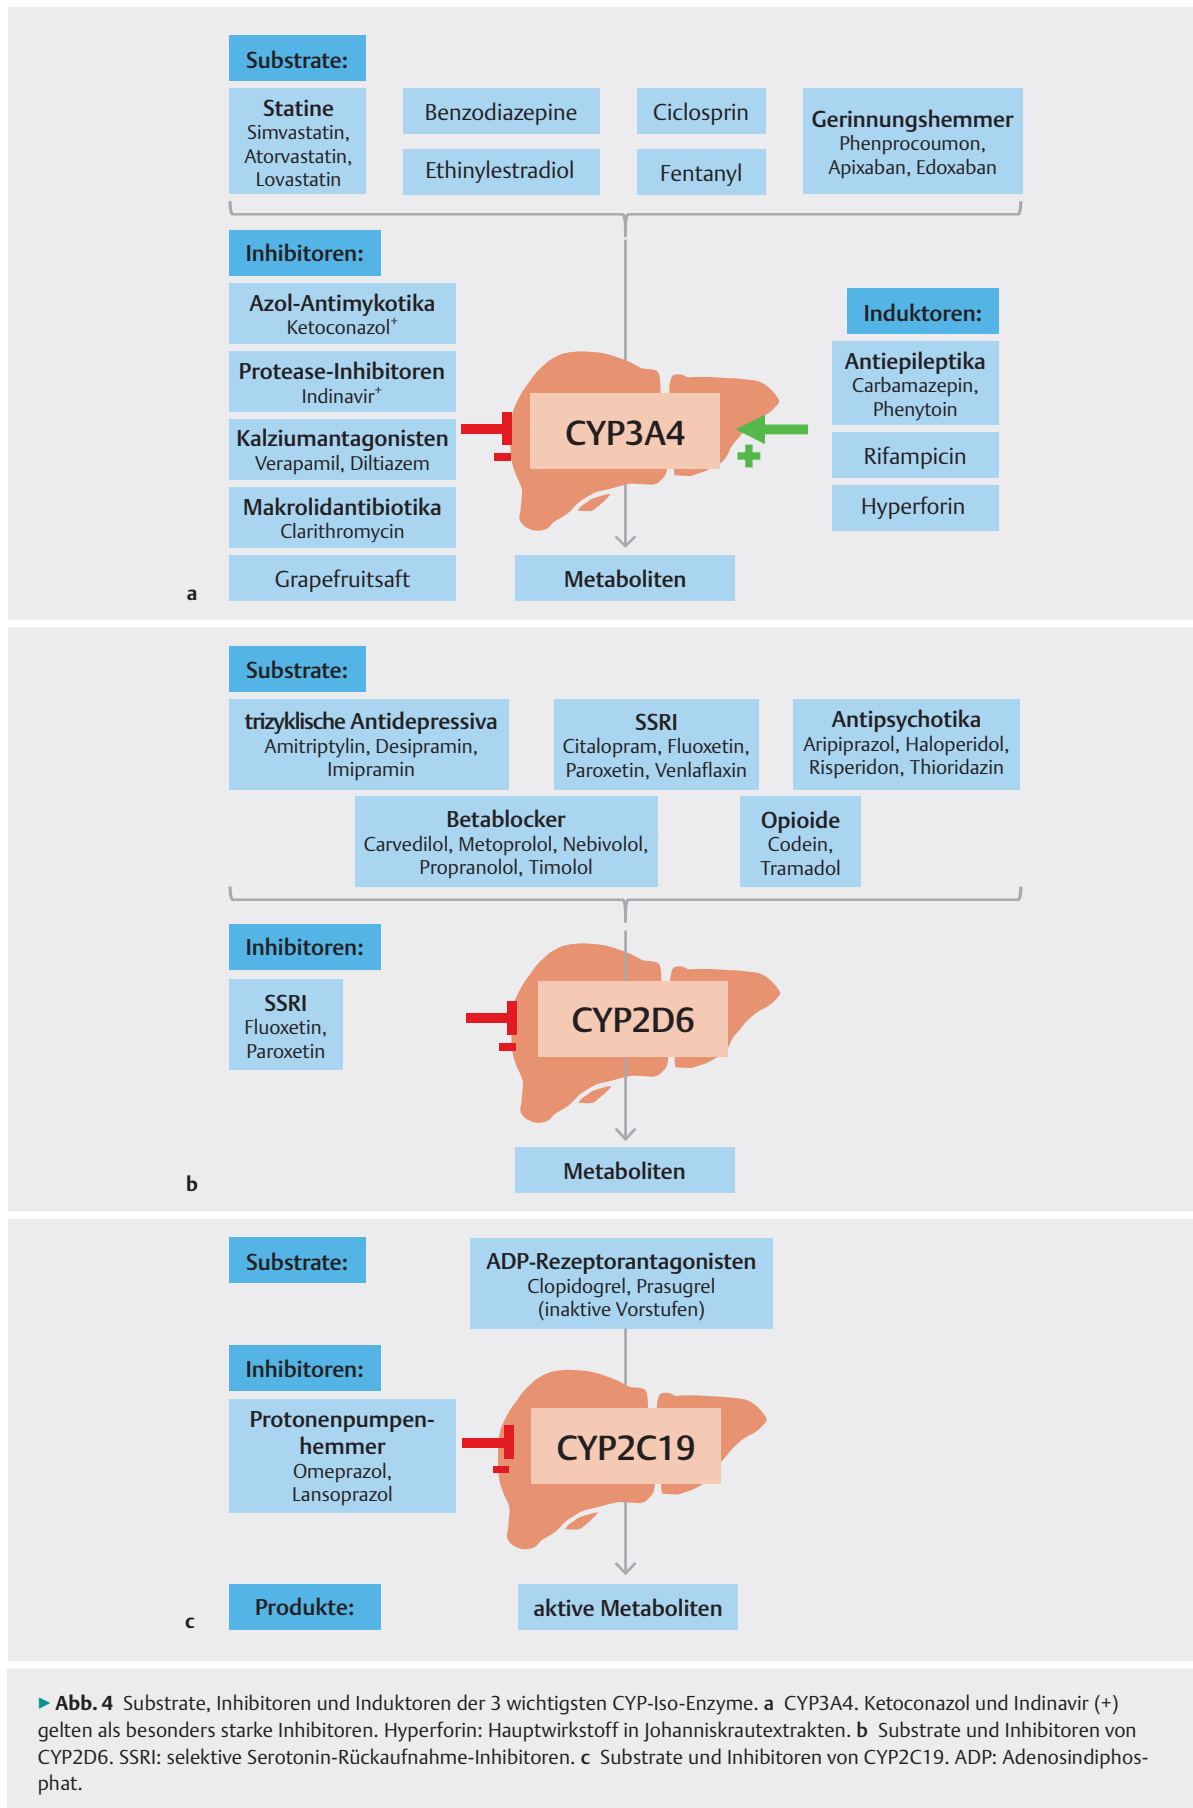 Substrate:
Statine
Simvastatin,
Atorvastatin,
Lovastatin
Benzodiazepine
Ethinylestradiol
Ciclosprin
Fentanyl
Gerinnungshemmer
Phenprocoumon,
Apixaban, Edoxaban
Inhibitoren:
Azol-Antimykotika
Ketoconazol⁺
Protease-Inhibitoren
Indinavir⁺
Kalziumantagonisten
Verapamil, Diltiazem
Makrolidantibiotika
Clarithromycin
Grapefruitsaft
CYP3A4
Induktoren:
Antiepileptika
Carbamazepin,
Phenytoin
Rifampicin
Hyperforin
Metaboliten
a
Substrate:
trizyklische Antidepressiva
Amitriptylin, Desipramin,
Imipramin
SSRI
Citalopram, Fluoxetin,
Paroxetin, Venlaflaxin
Antipsychotika
Aripiprazol, Haloperidol,
Risperidon, Thioridazin
Betablocker
Carvedilol, Metoprolol, Nebivolol,
Propranolol, Timolol
Opioide
Codein,
Tramadol
Inhibitoren:
SSRI
Fluoxetin,
Paroxetin
CYP2D6
Metaboliten
b
Substrate:
ADP-Rezeptorantagonisten
Clopidogrel, Prasugrel
(inaktive Vorstufen)
Inhibitoren:
Protonenpumpen-
hemmer
Omeprazol,
Lansoprazol
CYP2C19
Produkte:
aktive Metaboliten
c
▶ Abb. 4 Substrate, Inhibitoren und Induktoren der 3 wichtigsten CYP-Iso-Enzyme. a CYP3A4. Ketoconazol und Indinavir (+)
gelten als besonders starke Inhibitoren. Hyperforin: Hauptwirkstoff in Johanniskrautextrakten. b Substrate und Inhibitoren von
CYP2D6. SSRI: selektive Serotonin-Rückaufnahme-Inhibitoren. c Substrate und Inhibitoren von CYP2C19. ADP: Adenosindiphos-
phat.